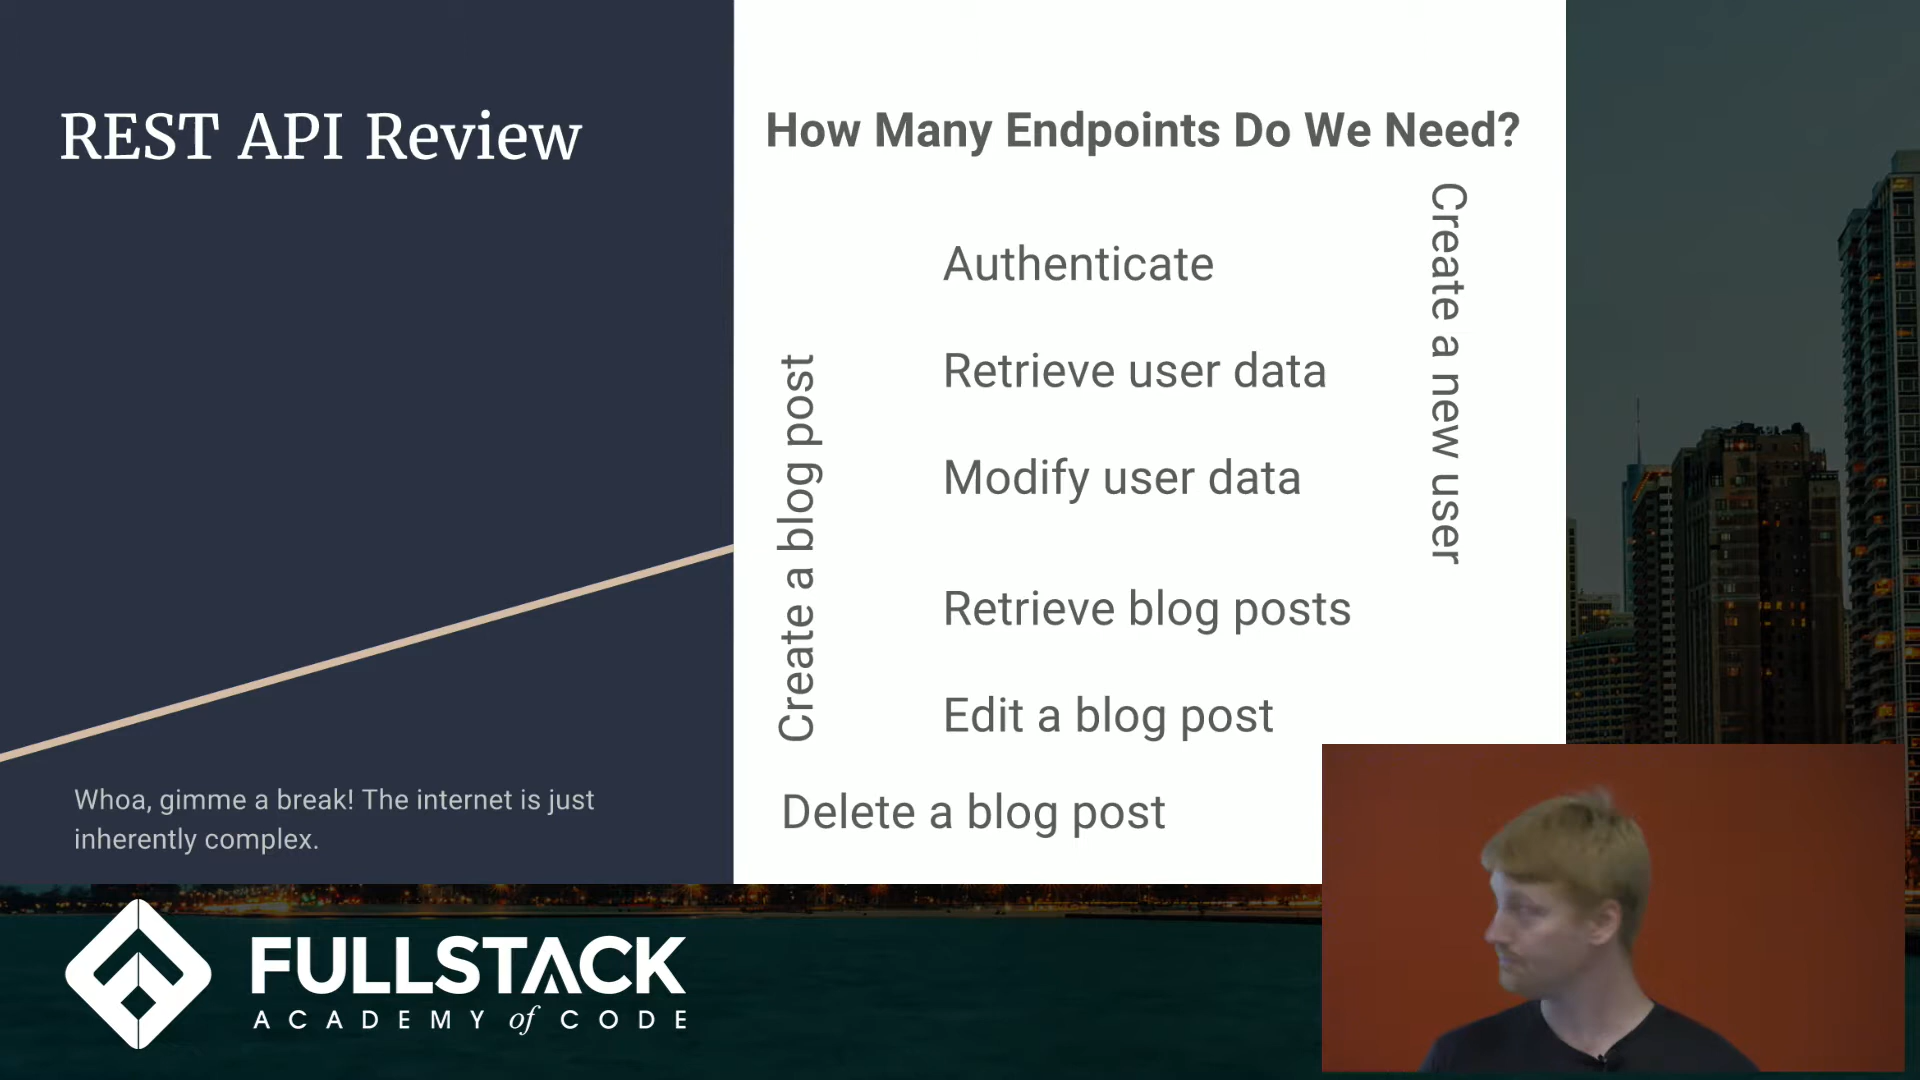 REST API Review
Whoa, gimme a break! The internet is just
inherently complex.
How Many Endpoints Do We Need?
Authenticate
Retrieve user data
Modify user data
Retrieve blog posts
Edit a blog post
Delete a blog post
Create a blog post
Create a new user
FULLSTACK
ACADEMY of CODE